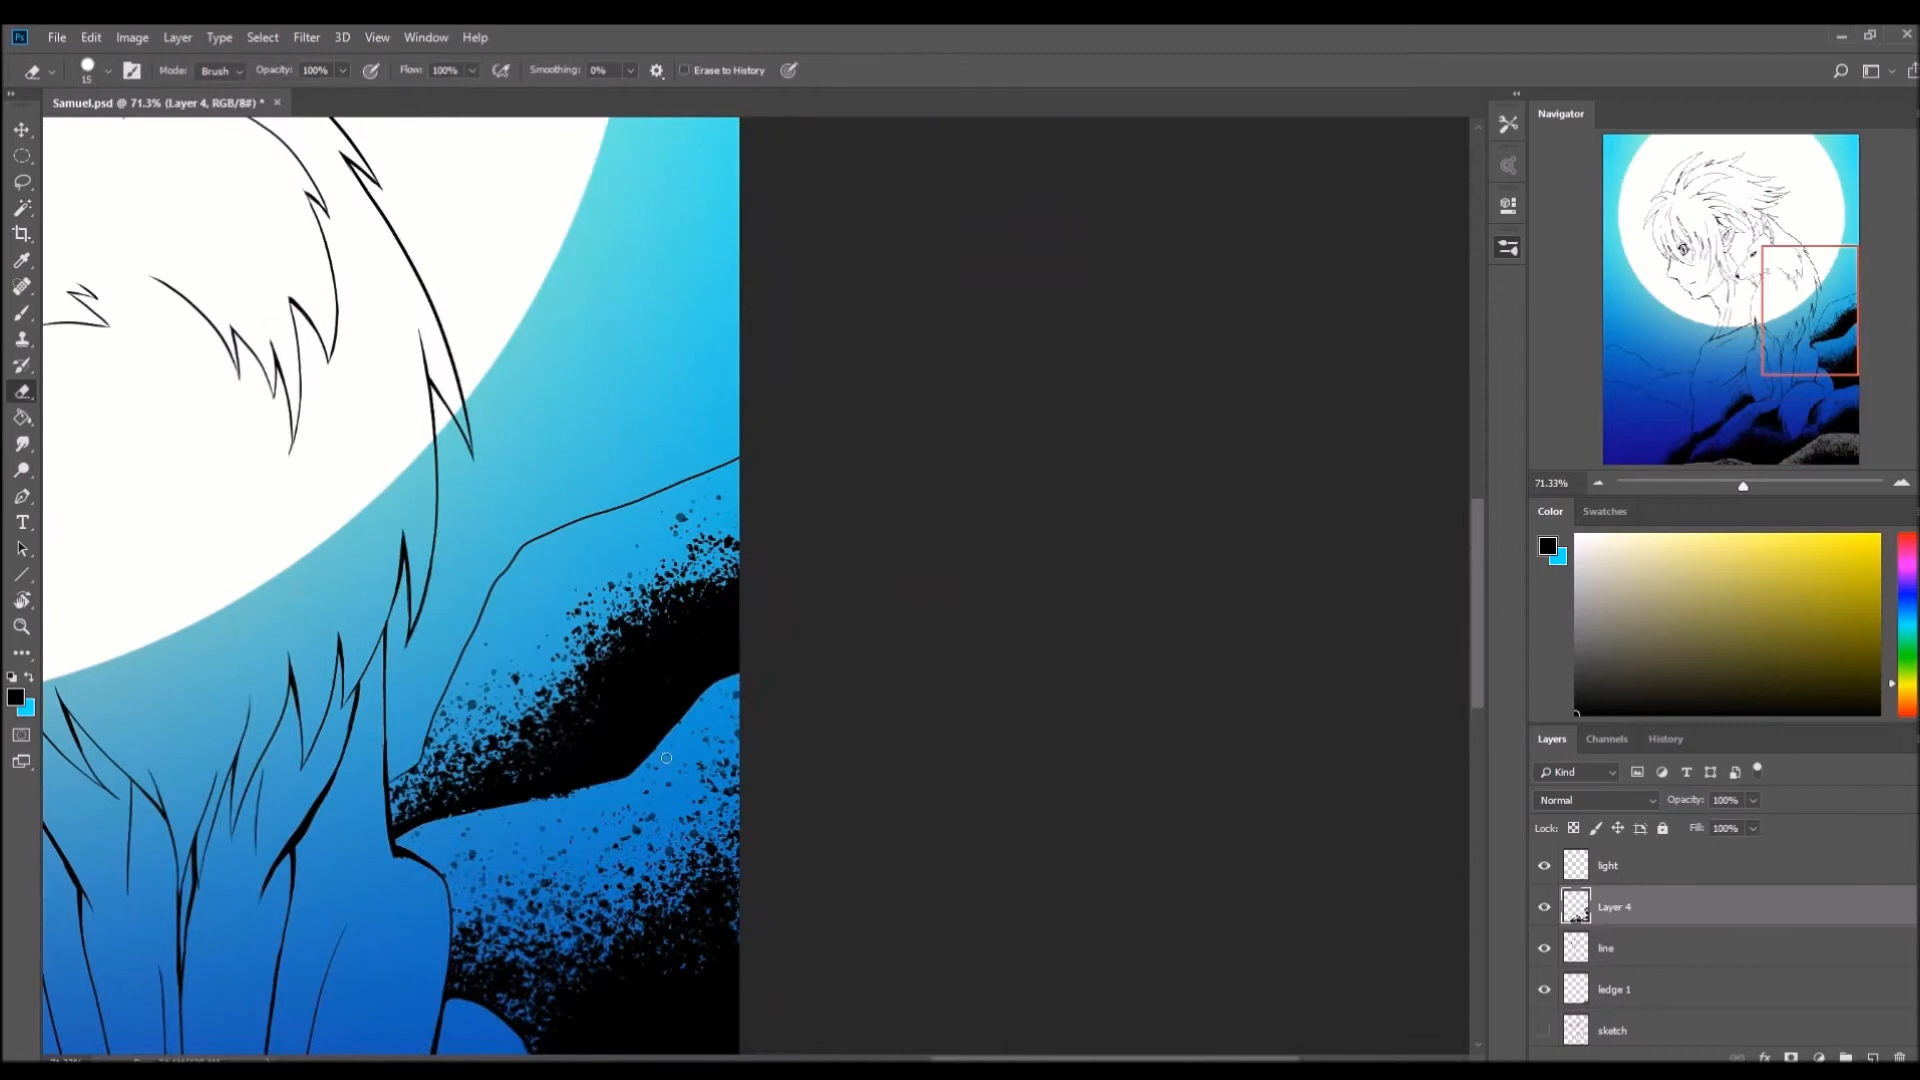 Ps File Edit Image Layer Type Select Filter 3D View Window Help
15 Mode: Brush Opacity: 100% Flow: 100% Smoothing: 0% Erase to History
Samuel.psd @ 71.3% (Layer 4, RGB/8#) * ×
Navigator
71.33%
Color Swatches
Layers Channels History
Kind
Normal Opacity: 100%
Lock: Fill: 100%
light
Layer 4
line
ledge 1
sketch
fx